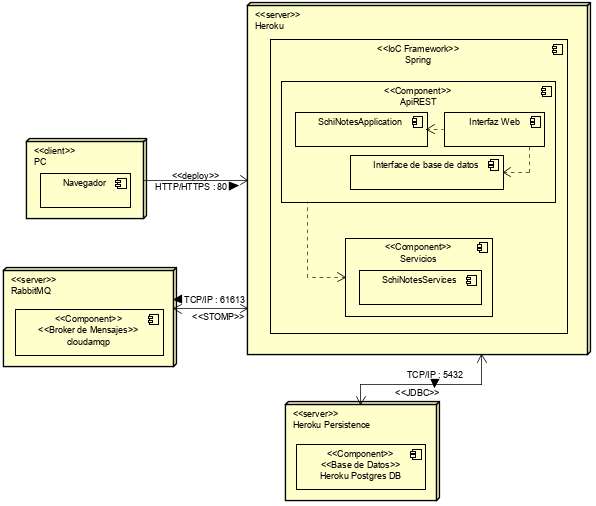 <<server>>
Heroku
<<IoC Framework>>
Spring
<<Component>>
ApiREST
SchiNotesApplication
Interfaz Web
Interface de base de datos
<<Component>>
Servicios
SchiNotesServices
<<client>>
PC
Navegador
<<deploy>>
HTTP/HTTPS : 80
<<server>>
RabbitMQ
<<Component>>
<<Broker de Mensajes>>
cloudamqp
TCP/IP : 61613
<<STOMP>>
TCP/IP : 5432
<<JDBC>>
<<server>>
Heroku Persistence
<<Component>>
<<Base de Datos>>
Heroku Postgres DB